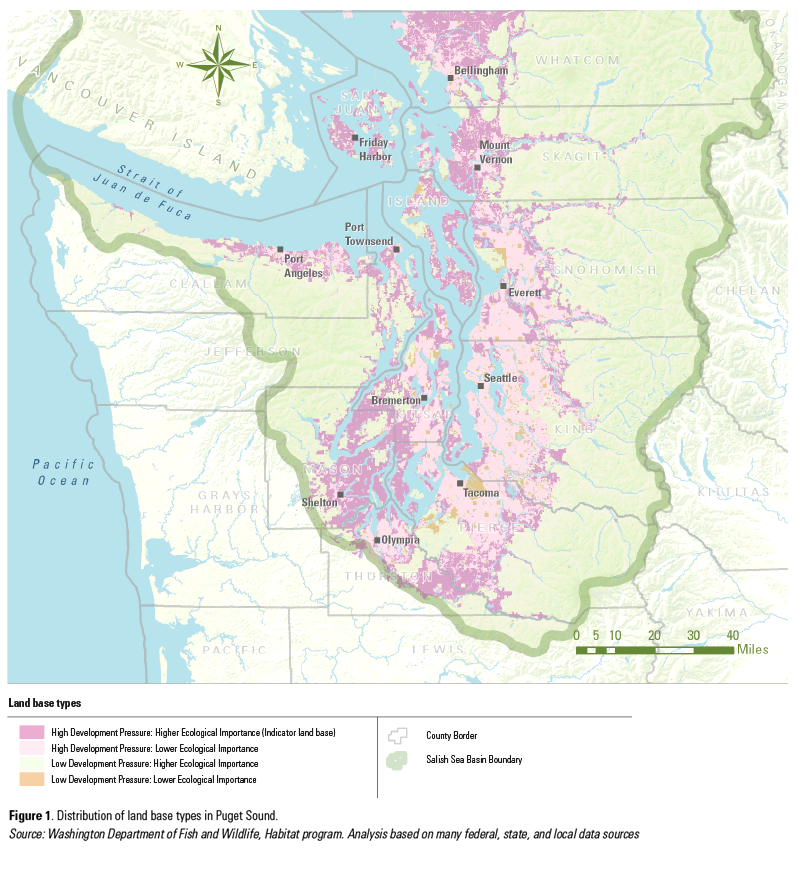 N
W
E
S
VANCOUVER ISLAND
Strait of
Juan de Fuca
Pacific
Ocean
SAN
JUAN
Friday
Harbor
Bellingham
WHATCOM
OKANOGAN
Mount
Vernon
SKAGIT
ISLAND
Port
Townsend
Port
Angeles
CLALLAM
SNOHOMISH
Everett
CHELAN
JEFFERSON
Seattle
Bremerton
KITSAP
KING
MASON
Shelton
Tacoma
KITTITAS
GRAYS
HARBOR
PIERCE
Olympia
THURSTON
YAKIMA
PACIFIC
LEWIS
0 5 10 20 30 40
Miles
Land base types
High Development Pressure: Higher Ecological Importance (Indicator land base)
High Development Pressure: Lower Ecological Importance
Low Development Pressure: Higher Ecological Importance
Low Development Pressure: Lower Ecological Importance
County Border
Salish Sea Basin Boundary
Figure 1. Distribution of land base types in Puget Sound.
Source: Washington Department of Fish and Wildlife, Habitat program. Analysis based on many federal, state, and local data sources